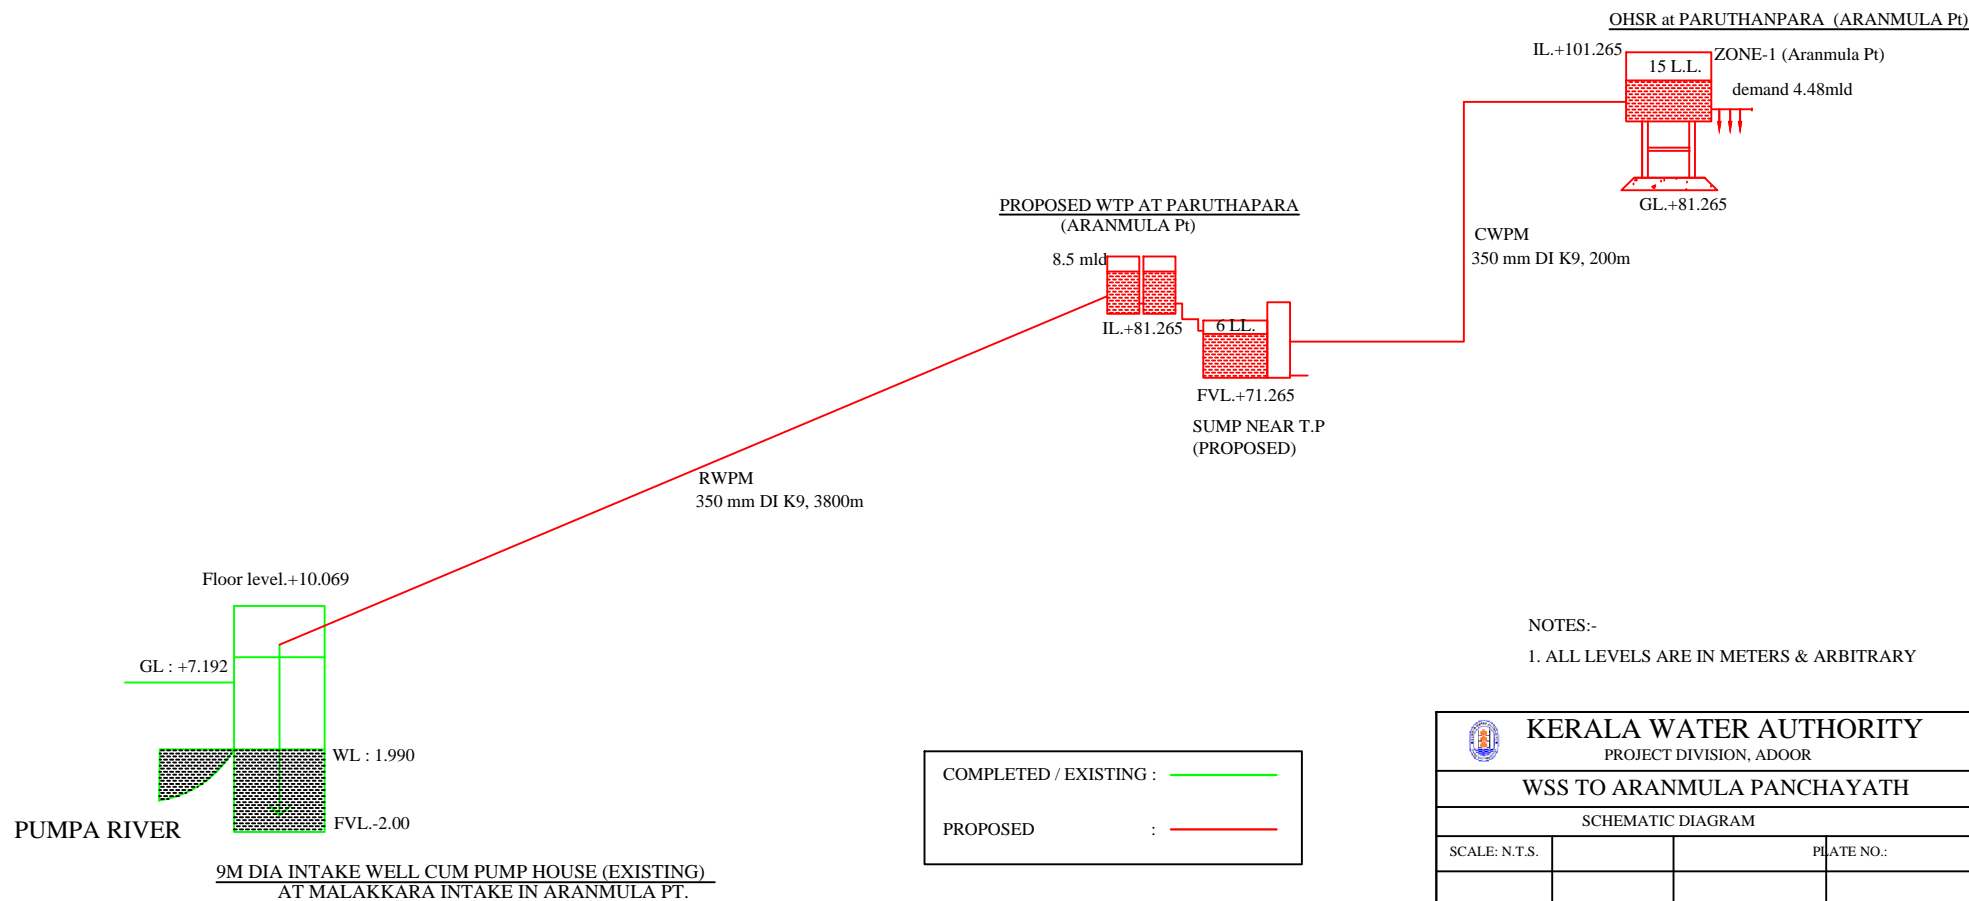 OHSR at PARUTHANPARA (ARANMULA Pt)
IL.+101.265
15 L.L.
ZONE-1 (Aranmula Pt)
demand 4.48mld
GL.+81.265
PROPOSED WTP AT PARUTHAPARA
(ARANMULA Pt)
8.5 mld
IL.+81.265
6 LL.
FVL.+71.265
SUMP NEAR T.P
(PROPOSED)
CWPM
350 mm DI K9, 200m
RWPM
350 mm DI K9, 3800m
Floor level.+10.069
GL : +7.192
WL : 1.990
FVL.-2.00
PUMPA RIVER
9M DIA INTAKE WELL CUM PUMP HOUSE (EXISTING)
AT MALAKKARA INTAKE IN ARANMULA PT.
COMPLETED / EXISTING :
PROPOSED :
NOTES:-
1. ALL LEVELS ARE IN METERS & ARBITRARY
KERALA WATER AUTHORITY
PROJECT DIVISION, ADOOR
WSS TO ARANMULA PANCHAYATH
SCHEMATIC DIAGRAM
SCALE: N.T.S.
PLATE NO.: